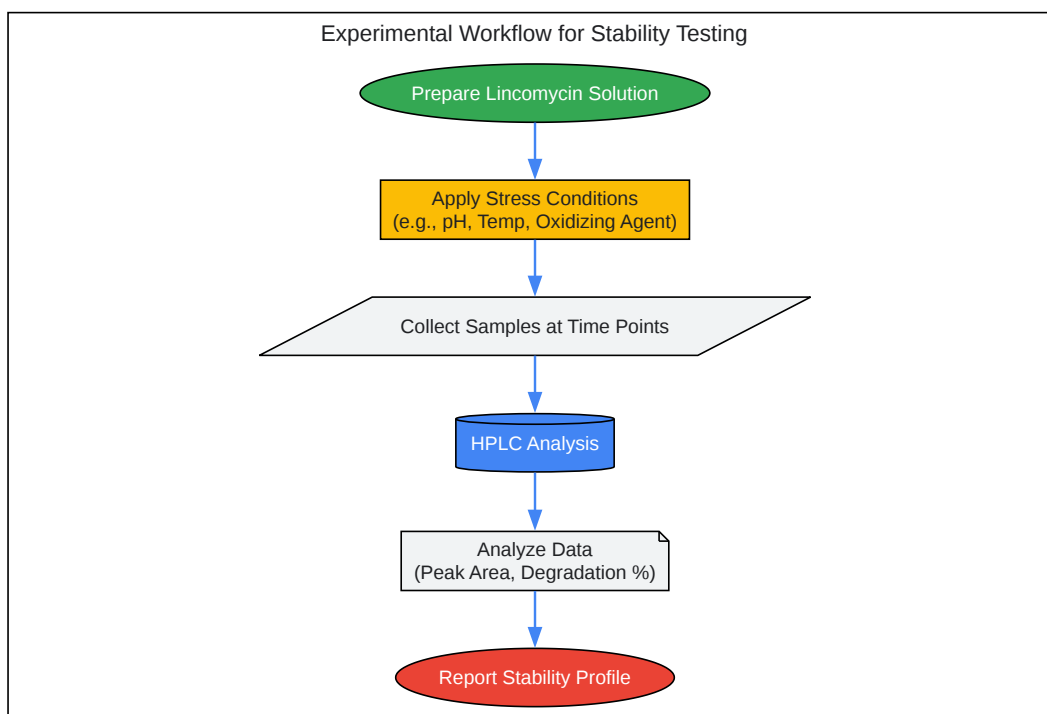 Experimental Workflow for Stability Testing
Prepare Lincomycin Solution
Apply Stress Conditions
(e.g., pH, Temp, Oxidizing Agent)
Collect Samples at Time Points
HPLC Analysis
Analyze Data
(Peak Area, Degradation %)
Report Stability Profile